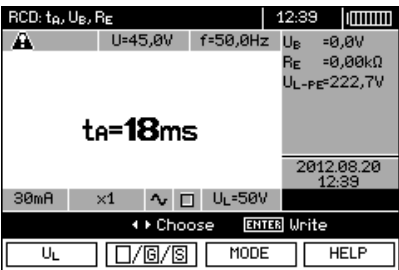 RCD: tA, UB, RE 12:39
U=45,0V f=50,0Hz
UB =0,0V
RE =0,00kΩ
UL-PE=222,7V
tA=18ms
2012.08.20
12:39
30mA ×1 UL=50V
Choose ENTER Write
UL □/G/S MODE HELP